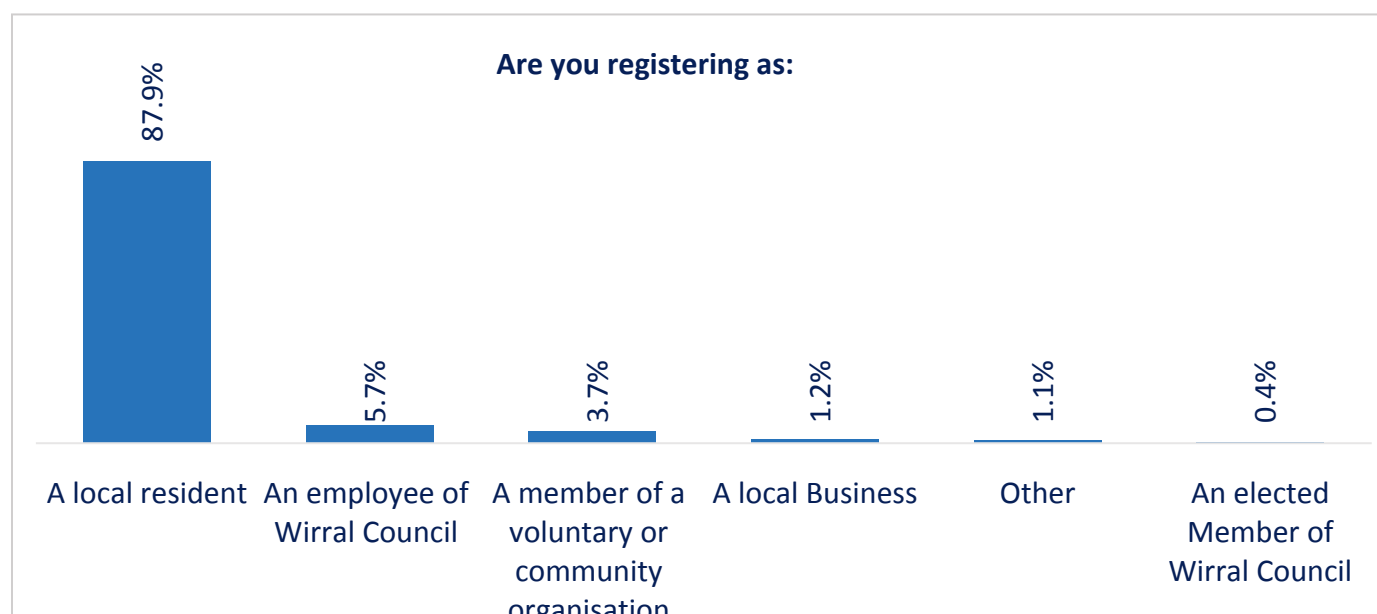 Are you registering as:
87.9%
5.7%
3.7%
1.2%
1.1%
0.4%
A local resident
An employee of
Wirral Council
A member of a
voluntary or
community
organisation
A local Business
Other
An elected
Member of
Wirral Council